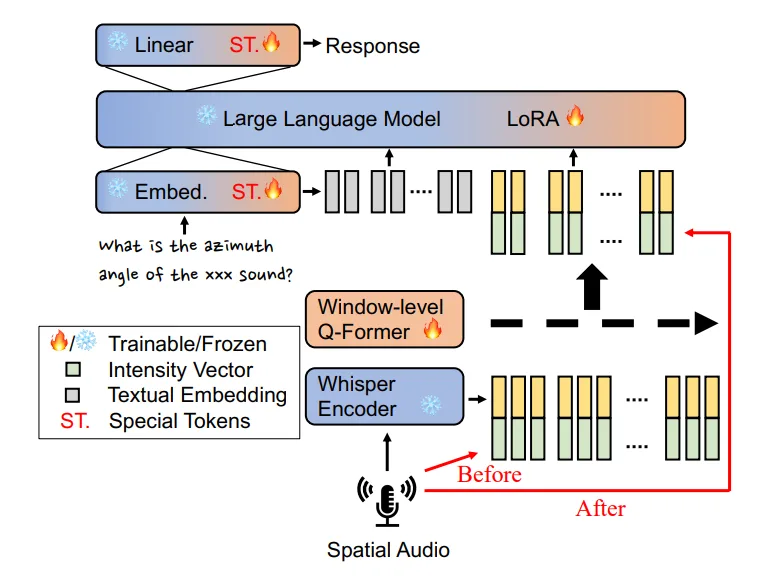 Linear ST.
Response
Large Language Model LoRA
Embed. ST.
....
....
What is the azimuth
angle of the xxx sound?
....
Window-level
Q-Former
/ Trainable/Frozen
Intensity Vector
Textual Embedding
ST. Special Tokens
Whisper
Encoder
....
....
Before
After
Spatial Audio